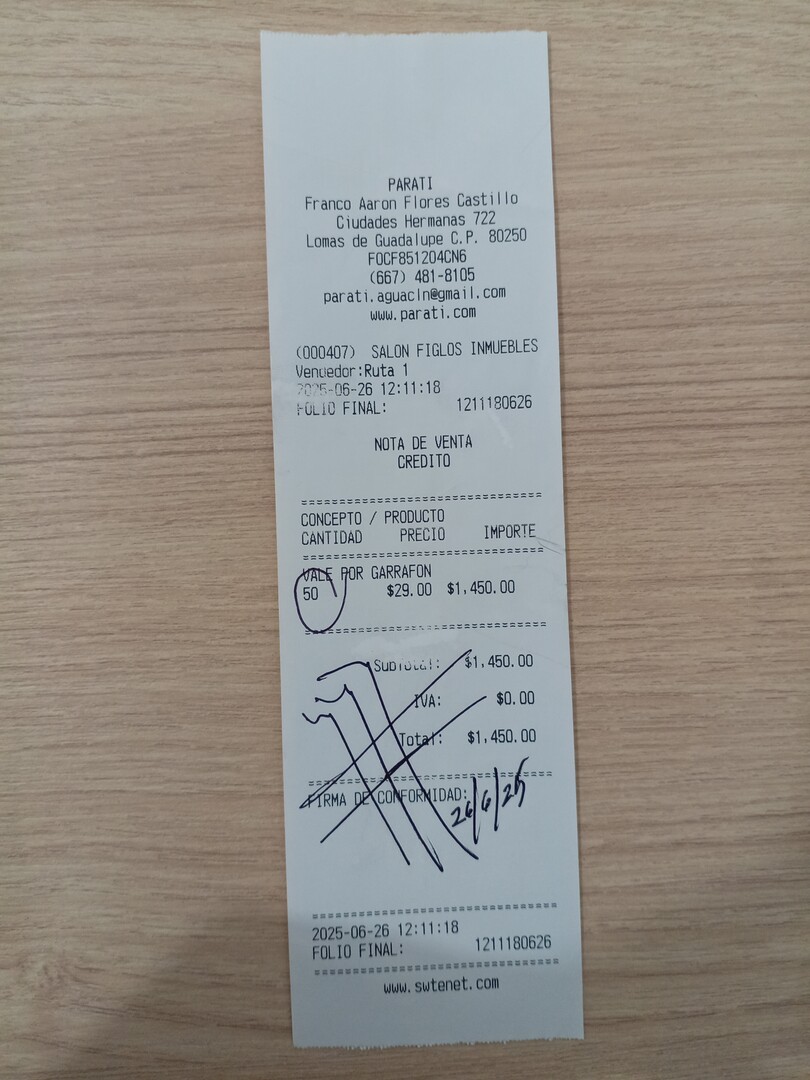 PARATI
Franco Aaron Flores Castillo
Ciudades Hermanas 722
Lomas de Guadalupe C.P. 80250
FOCF851204CN6
(667) 481-8105
parati.aguacln@gmail.com
www.parati.com
(000407) SALON FIGLOS INMUEBLES
Vendedor:Ruta 1
2025-06-26 12:11:18
FOLIO FINAL: 1211180626
NOTA DE VENTA
CREDITO
CONCEPTO / PRODUCTO
CANTIDAD PRECIO IMPORTE
VALE POR GARRAFON
50 $29.00 $1,450.00
SubTotal: $1,450.00
IVA: $0.00
Total: $1,450.00
FIRMA DE CONFORMIDAD:
26/6/25
2025-06-26 12:11:18
FOLIO FINAL: 1211180626
www.swtenet.com